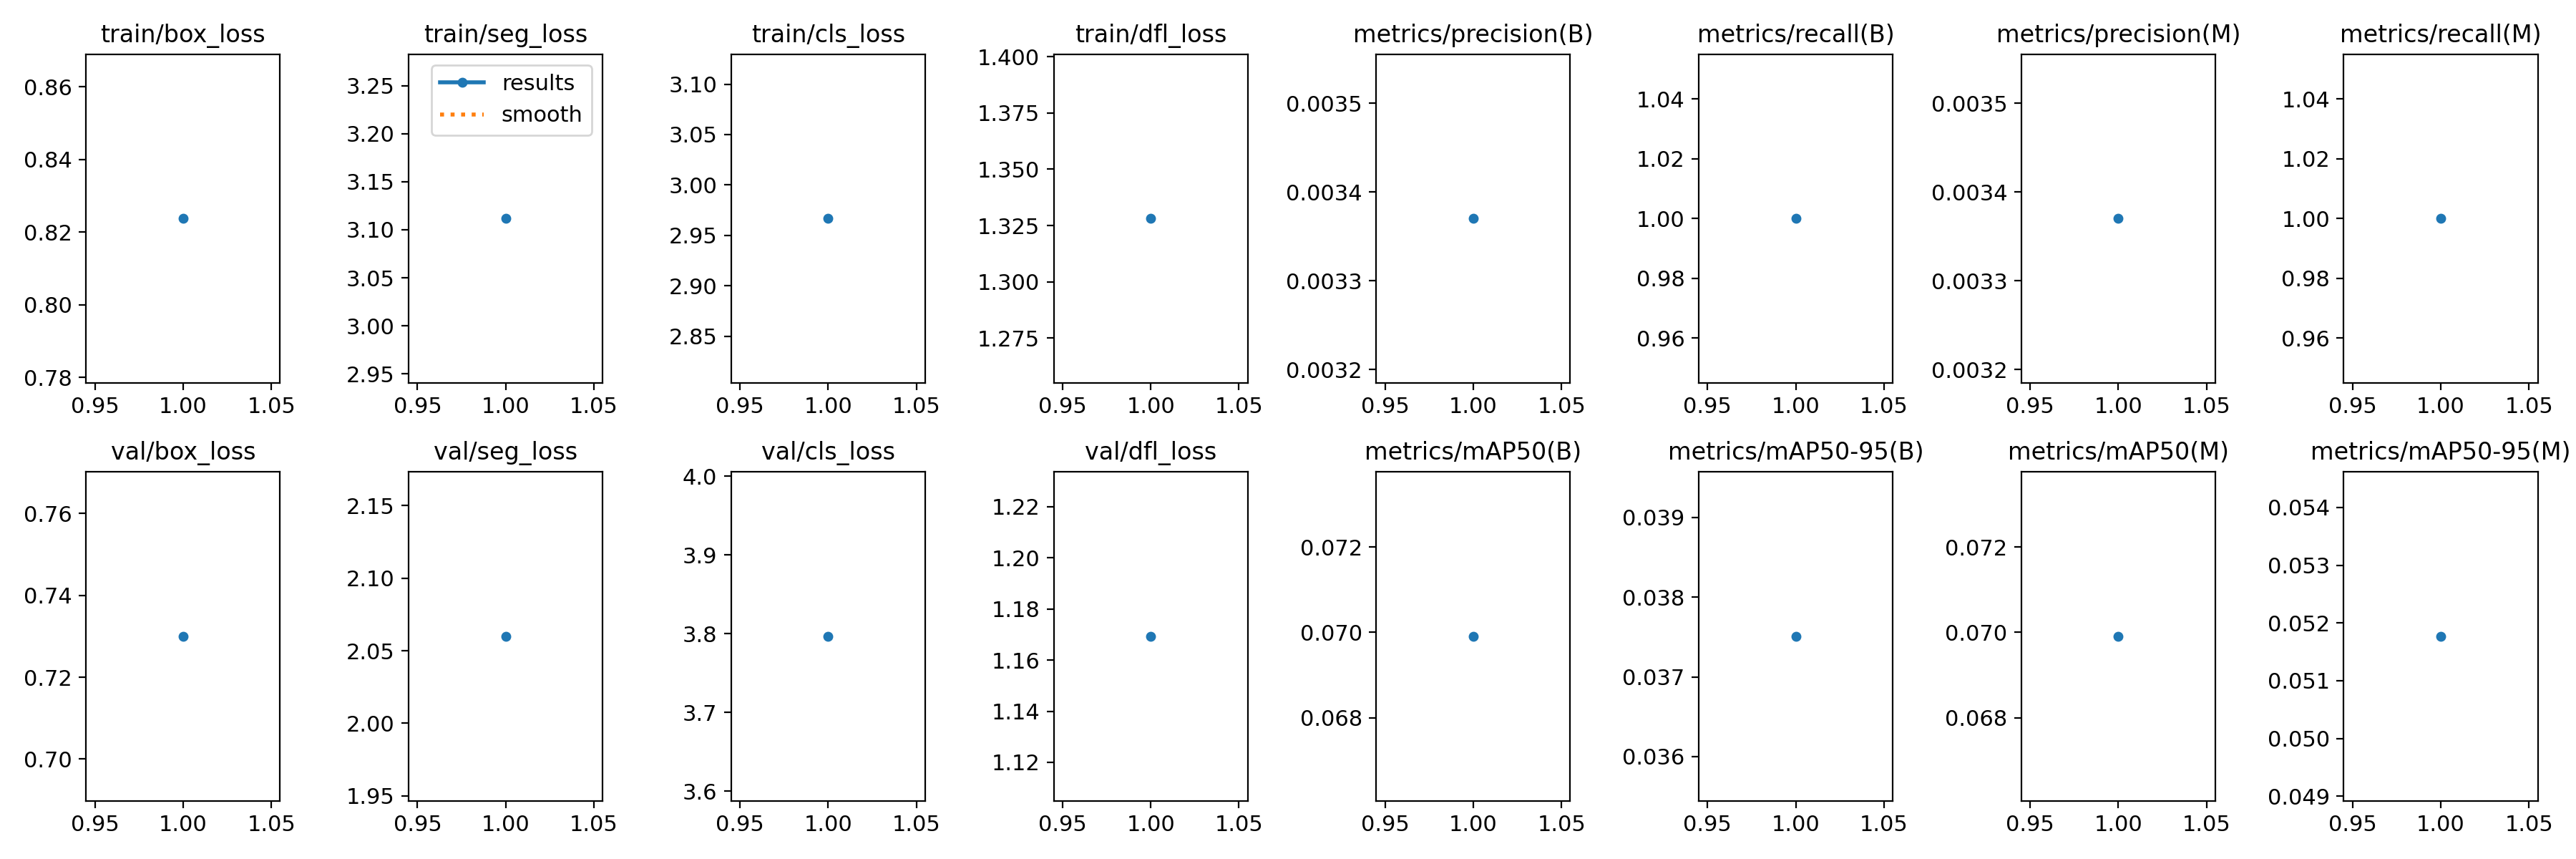 train/box_loss
0.86
0.84
0.82
0.80
0.78
0.95 1.00 1.05
train/seg_loss
results
smooth
3.25
3.20
3.15
3.10
3.05
3.00
2.95
0.95 1.00 1.05
train/cls_loss
3.10
3.05
3.00
2.95
2.90
2.85
0.95 1.00 1.05
train/dfl_loss
1.400
1.375
1.350
1.325
1.300
1.275
0.95 1.00 1.05
metrics/precision(B)
0.0035
0.0034
0.0033
0.0032
0.95 1.00 1.05
metrics/recall(B)
1.04
1.02
1.00
0.98
0.96
0.95 1.00 1.05
metrics/precision(M)
0.0035
0.0034
0.0033
0.0032
0.95 1.00 1.05
metrics/recall(M)
1.04
1.02
1.00
0.98
0.96
0.95 1.00 1.05
val/box_loss
0.76
0.74
0.72
0.70
0.95 1.00 1.05
val/seg_loss
2.15
2.10
2.05
2.00
1.95
0.95 1.00 1.05
val/cls_loss
4.0
3.9
3.8
3.7
3.6
0.95 1.00 1.05
val/dfl_loss
1.22
1.20
1.18
1.16
1.14
1.12
0.95 1.00 1.05
metrics/mAP50(B)
0.072
0.070
0.068
0.95 1.00 1.05
metrics/mAP50-95(B)
0.039
0.038
0.037
0.036
0.95 1.00 1.05
metrics/mAP50(M)
0.072
0.070
0.068
0.95 1.00 1.05
metrics/mAP50-95(M)
0.054
0.053
0.052
0.051
0.050
0.049
0.95 1.00 1.05